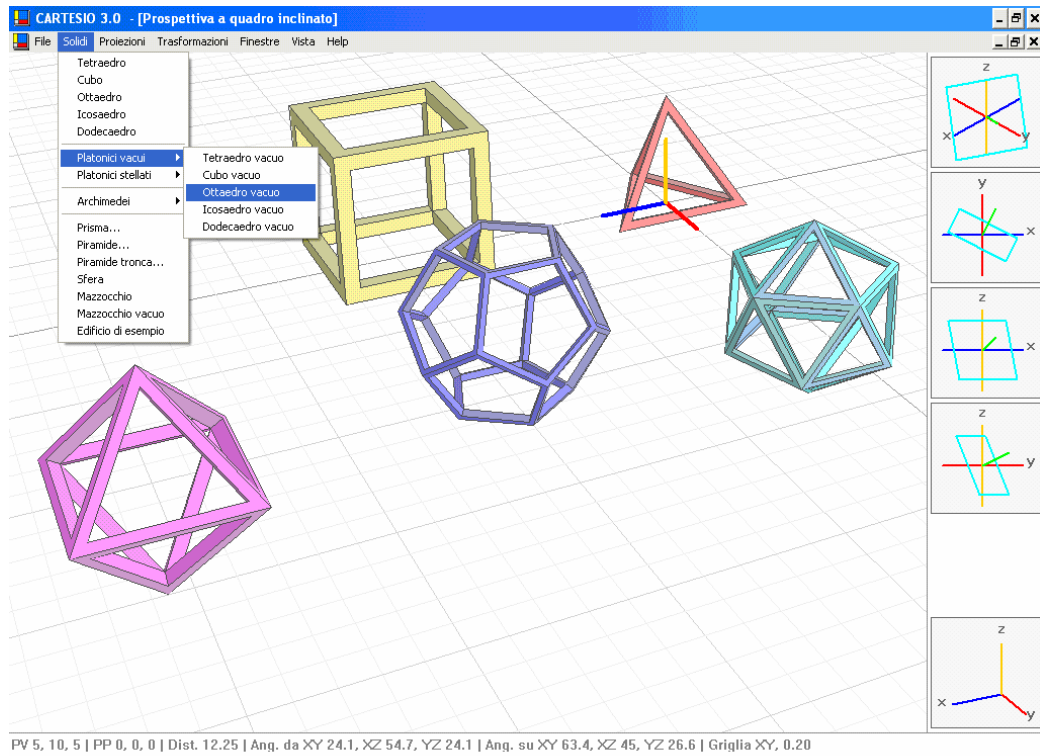 CARTESIO 3.0 - [Prospettiva a quadro inclinato]
File Solidi Proiezioni Trasformazioni Finestre Vista Help
Tetraedro
Cubo
Ottaedro
Icosaedro
Dodecaedro
Platonici vacui
Platonici stellati
Archimedei
Prisma...
Piramide...
Piramide tronca...
Sfera
Mazzocchio
Mazzocchio vacuo
Edificio di esempio
Tetraedro vacuo
Cubo vacuo
Ottaedro vacuo
Icosaedro vacuo
Dodecaedro vacuo
z
x y
y
x
z
x
z
y
z
x
y
PV 5, 10, 5 | PP 0, 0, 0 | Dist. 12.25 | Ang. da XY 24.1, XZ 54.7, YZ 24.1 | Ang. su XY 63.4, XZ 45, YZ 26.6 | Griglia XY, 0.20